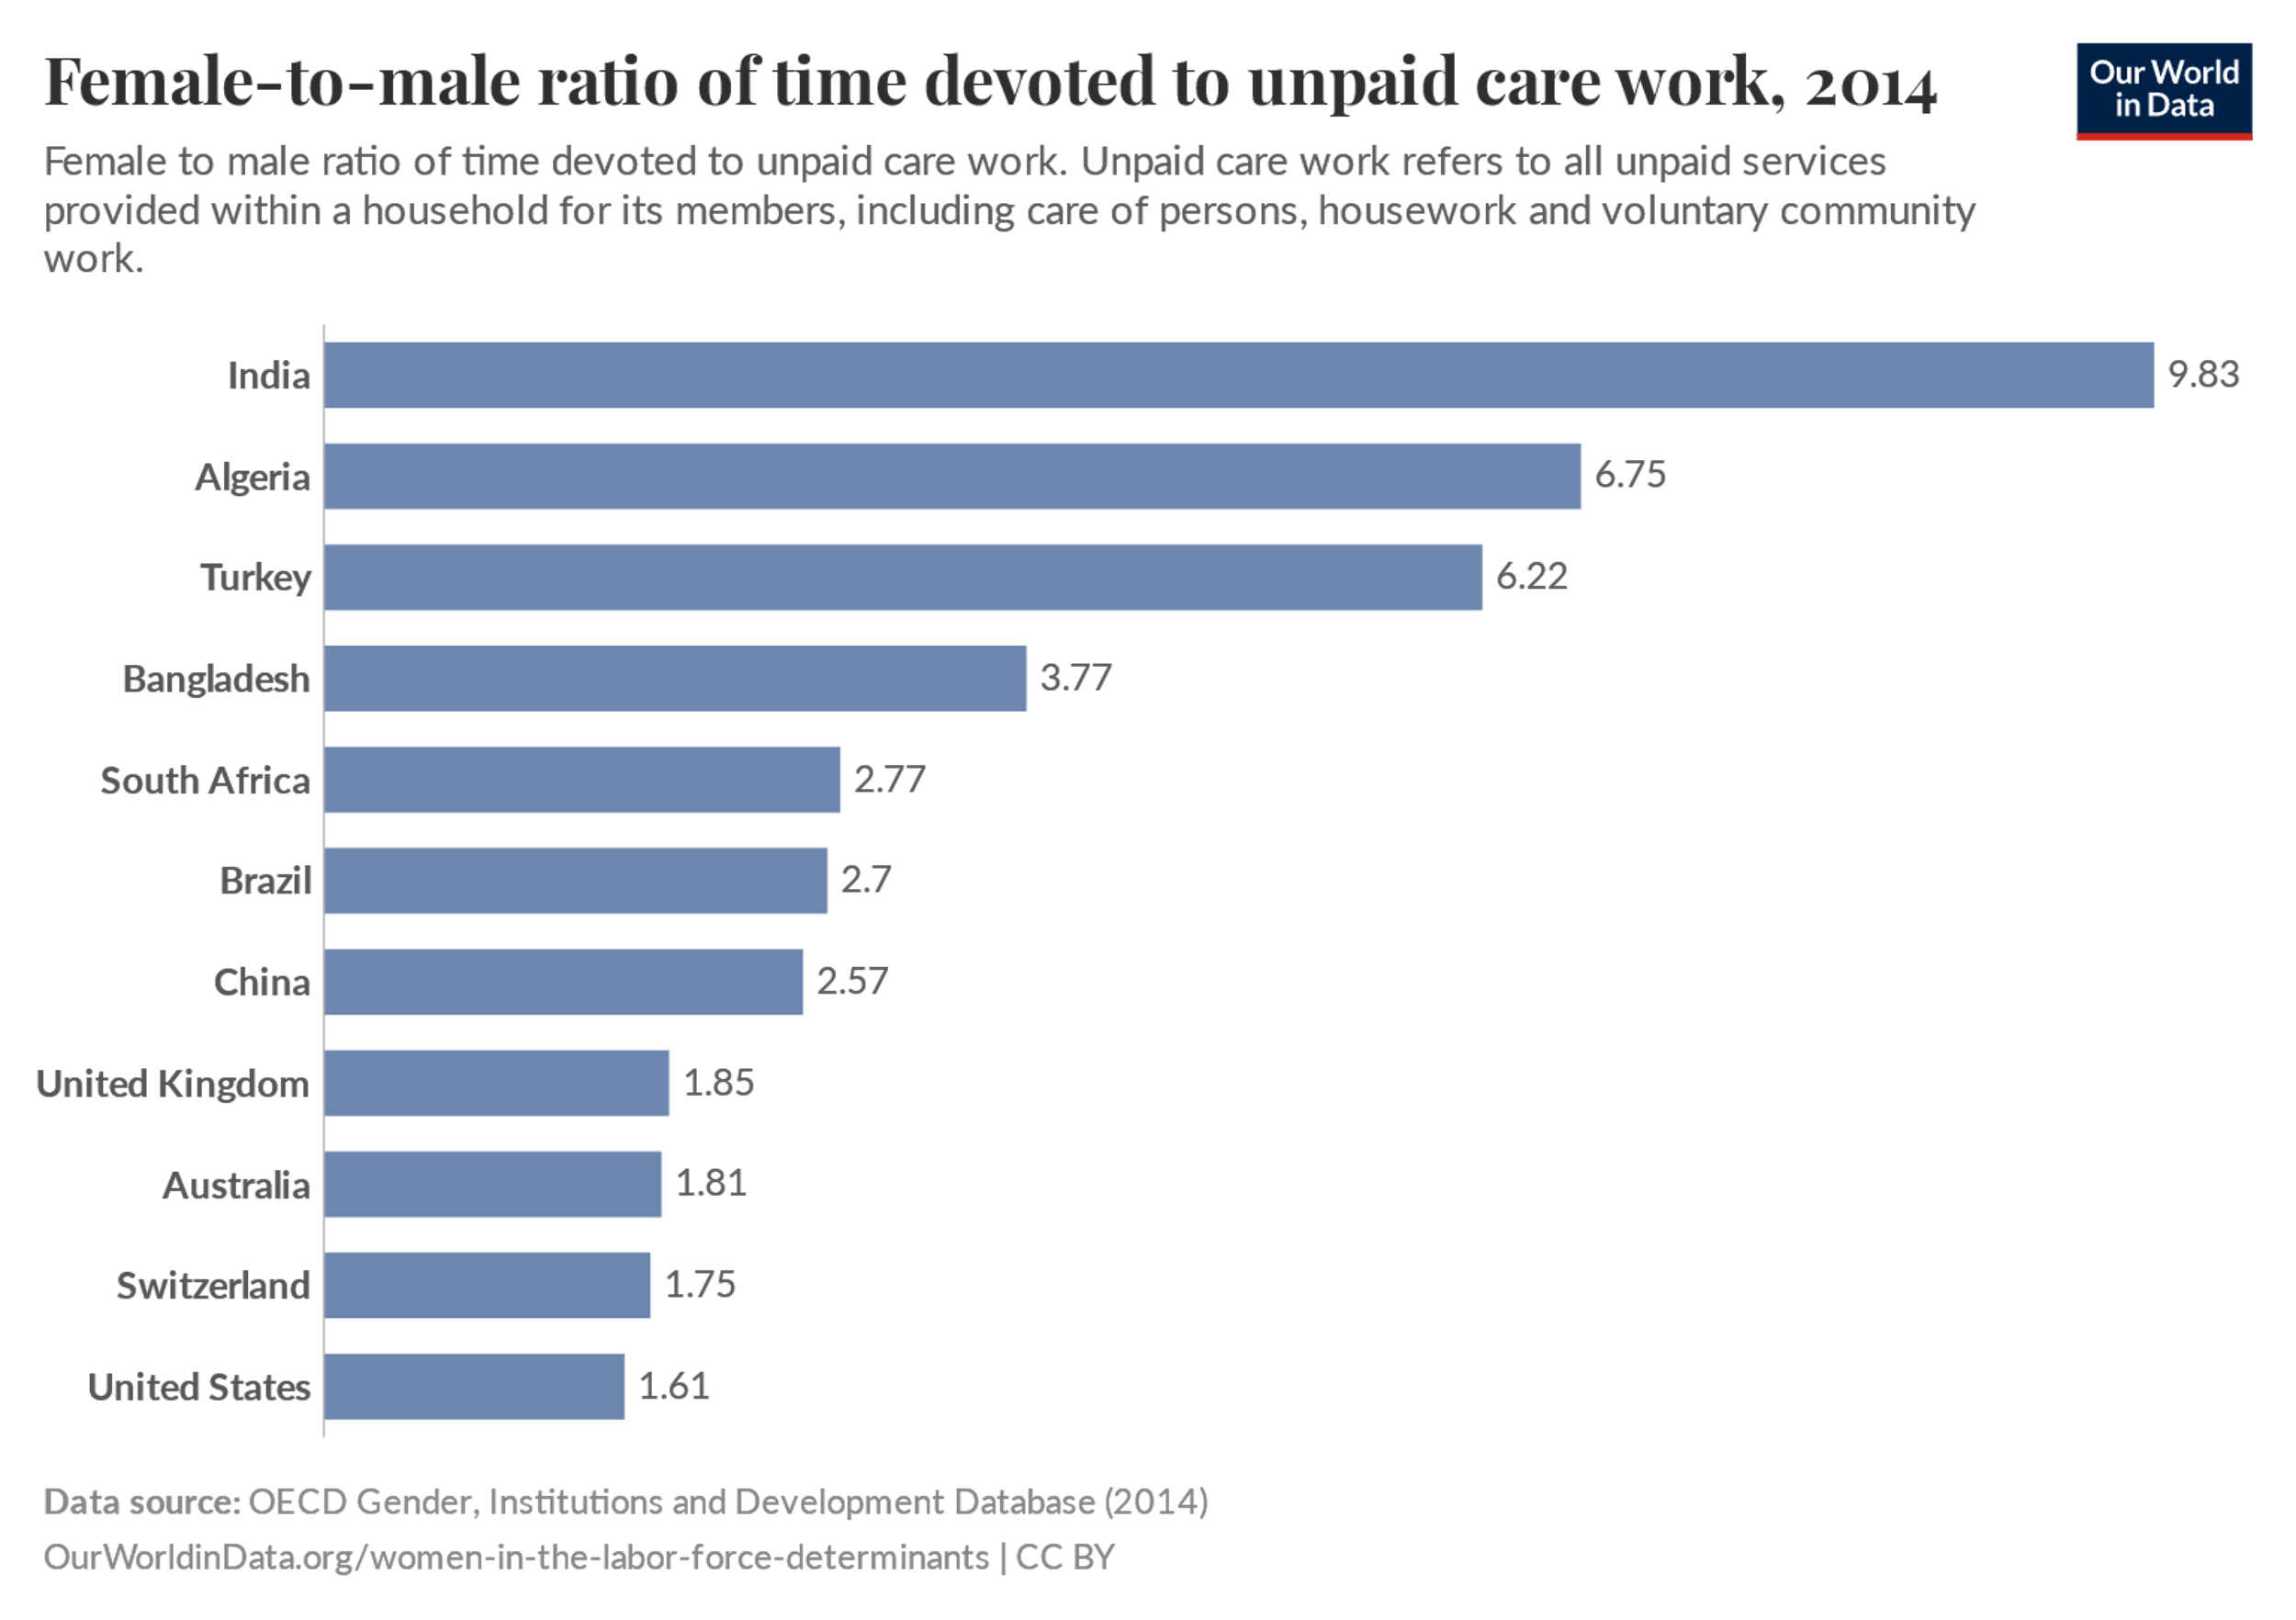 Female-to-male ratio of time devoted to unpaid care work, 2014
Our World
in Data
Female to male ratio of time devoted to unpaid care work. Unpaid care work refers to all unpaid services
provided within a household for its members, including care of persons, housework and voluntary community
work.
India 9.83
Algeria 6.75
Turkey 6.22
Bangladesh 3.77
South Africa 2.77
Brazil 2.7
China 2.57
United Kingdom 1.85
Australia 1.81
Switzerland 1.75
United States 1.61
Data source: OECD Gender, Institutions and Development Database (2014)
OurWorldinData.org/women-in-the-labor-force-determinants | CC BY